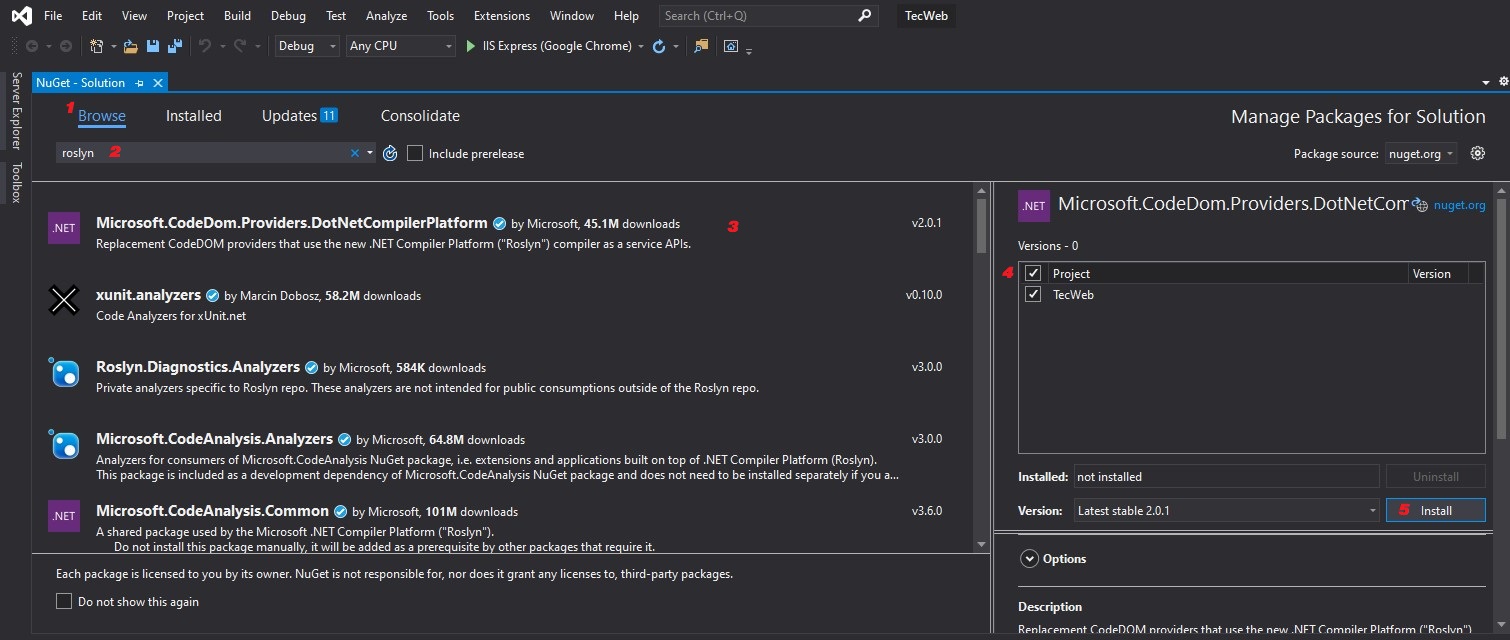 File Edit View Project Build Debug Test Analyze Tools Extensions Window Help Search (Ctrl+Q) TecWeb
Debug Any CPU IIS Express (Google Chrome)
Server Explorer
Toolbox
NuGet - Solution
1 Browse Installed Updates 11 Consolidate
Manage Packages for Solution
roslyn 2 Include prerelease
Package source: nuget.org
.NET
Microsoft.CodeDom.Providers.DotNetCompilerPlatform by Microsoft, 45.1M downloads 3 v2.0.1
Replacement CodeDOM providers that use the new .NET Compiler Platform ("Roslyn") compiler as a service APIs.
xunit.analyzers by Marcin Dobosz, 58.2M downloads v0.10.0
Code Analyzers for xUnit.net
Roslyn.Diagnostics.Analyzers by Microsoft, 584K downloads v3.0.0
Private analyzers specific to Roslyn repo. These analyzers are not intended for public consumptions outside of the Roslyn repo.
Microsoft.CodeAnalysis.Analyzers by Microsoft, 64.8M downloads v3.0.0
Analyzers for consumers of Microsoft.CodeAnalysis NuGet package, i.e. extensions and applications built on top of .NET Compiler Platform (Roslyn).
This package is included as a development dependency of Microsoft.CodeAnalysis NuGet package and does not need to be installed separately if you a...
.NET
Microsoft.CodeAnalysis.Common by Microsoft, 101M downloads v3.6.0
A shared package used by the Microsoft .NET Compiler Platform ("Roslyn").
Do not install this package manually, it will be added as a prerequisite by other packages that require it.
Each package is licensed to you by its owner. NuGet is not responsible for, nor does it grant any licenses to, third-party packages.
Do not show this again
.NET
Microsoft.CodeDom.Providers.DotNetCom nuget.org
Versions - 0
4 Project Version
TecWeb
Installed: not installed Uninstall
Version: Latest stable 2.0.1 5 Install
Options
Description
Replacement CodeDOM providers that use the new .NET Compiler Platform ("Roslyn")